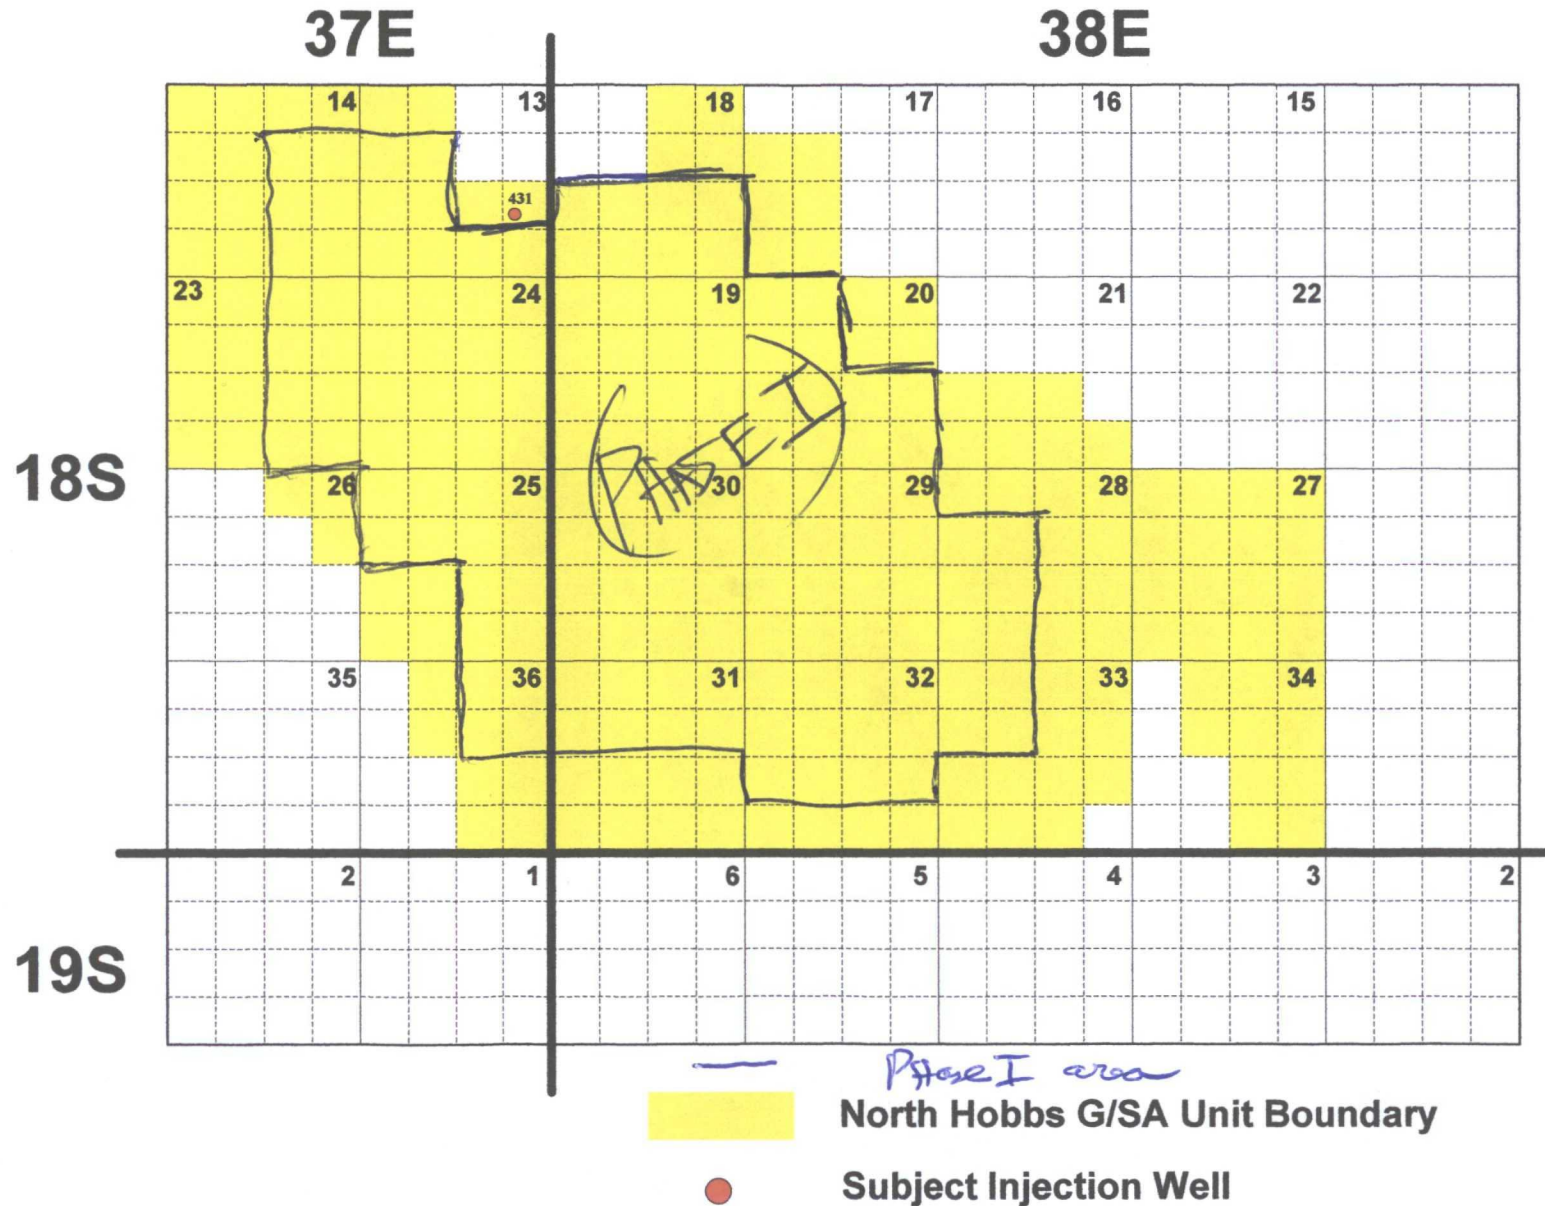 37E 38E
14 13 18 17 16 15
431
23 24 19 20 21 22
PHASE I
18S
26 25 30 29 28 27
35 36 31 32 33 34
2 1 6 5 4 3 2
19S
— PHase I area
North Hobbs G/SA Unit Boundary
Subject Injection Well